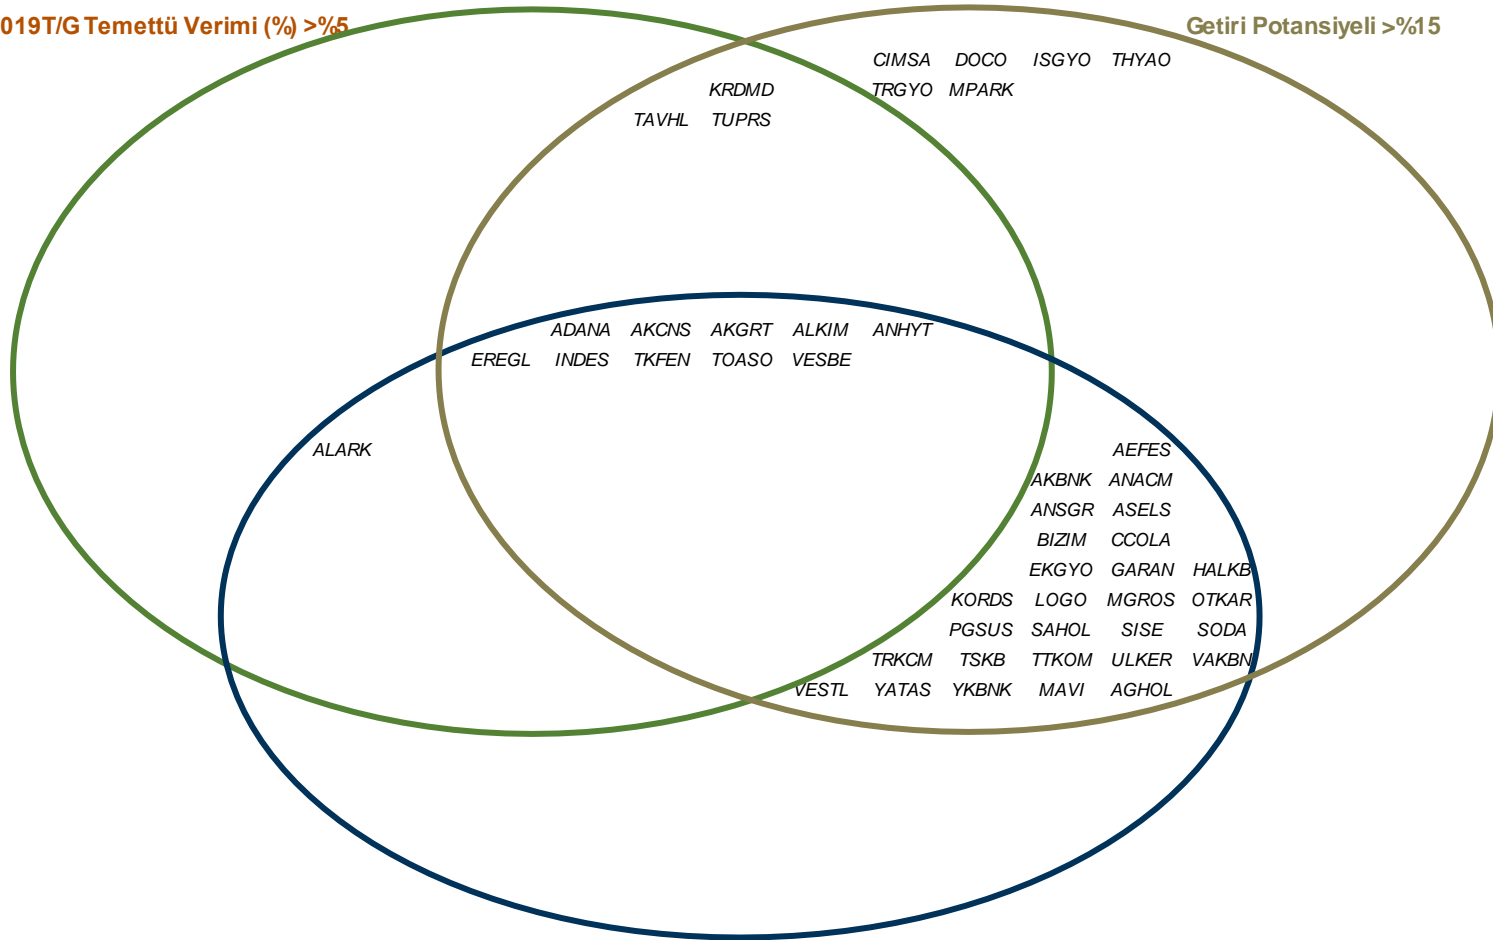 019T/G Temettü Verimi (%) >%5
Getiri Potansiyeli >%15
CIMSA DOCO ISGYO THYAO
KRDMD TRGYO MPARK
TAVHL TUPRS
ADANA AKCNS AKGRT ALKIM ANHYT
EREGL INDES TKFEN TOASO VESBE
ALARK AEFES
AKBNK ANACM
ANSGR ASELS
BIZIM CCOLA
EKGYO GARAN HALKB
KORDS LOGO MGROS OTKAR
PGSUS SAHOL SISE SODA
TRKCM TSKB TTKOM ULKER VAKBN
VESTL YATAS YKBNK MAVI AGHOL